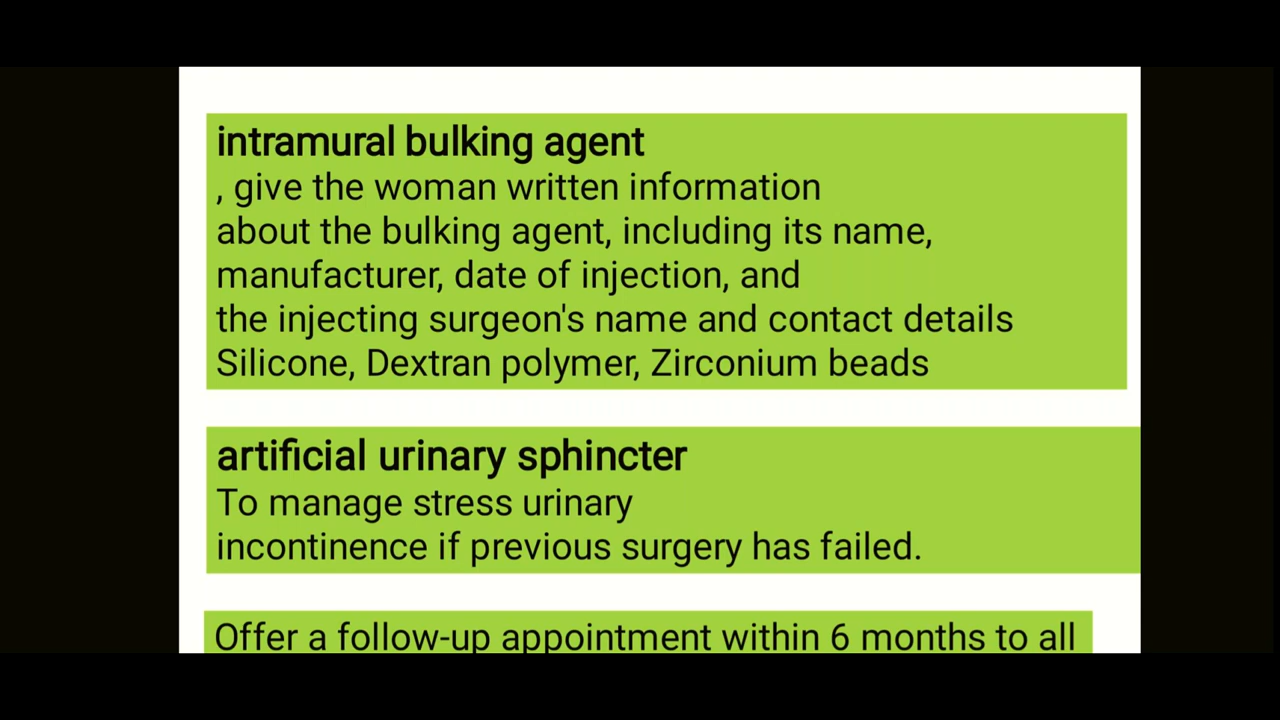 intramural bulking agent
, give the woman written information
about the bulking agent, including its name,
manufacturer, date of injection, and
the injecting surgeon's name and contact details
Silicone, Dextran polymer, Zirconium beads
artificial urinary sphincter
To manage stress urinary
incontinence if previous surgery has failed.
Offer a follow-up appointment within 6 months to all